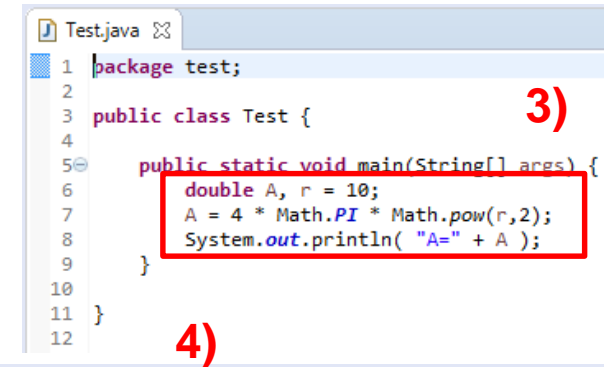 Test.java
1 package test;
2
3 public class Test {
3)
4
5 public static void main(String[] args) {
6 double A, r = 10;
7 A = 4 * Math.PI * Math.pow(r,2);
8 System.out.println( "A=" + A );
9 }
10
11 }
12
4)